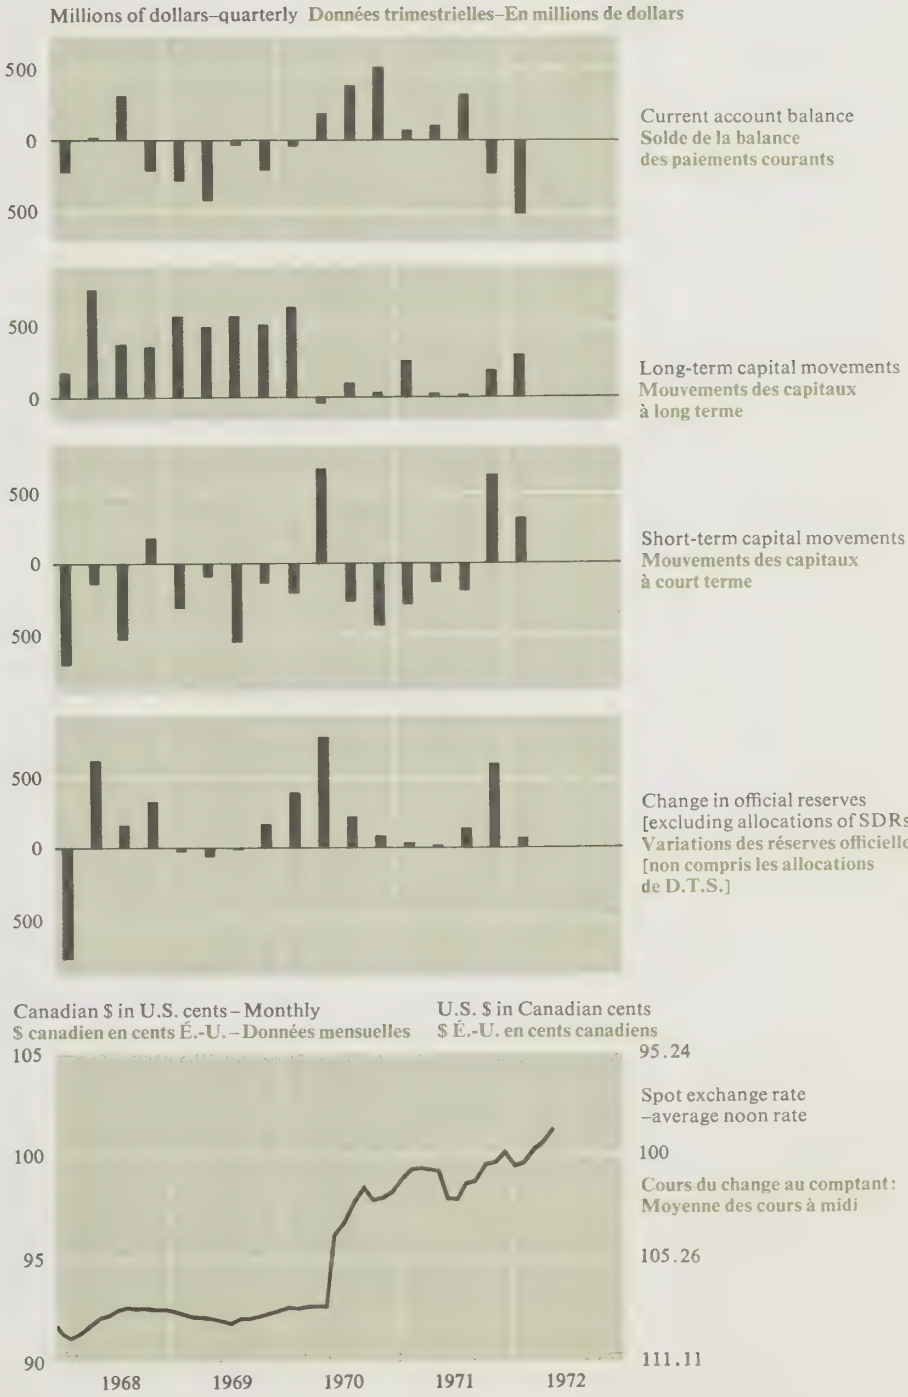 Millions of dollars–quarterly Données trimestrielles–En millions de dollars
500
0
500
Current account balance
Solde de la balance
des paiements courants
500
0
Long-term capital movements
Mouvements des capitaux
à long terme
500
0
500
Short-term capital movements
Mouvements des capitaux
à court terme
500
0
500
Change in official reserves
[excluding allocations of SDRs
Variations des réserves officielle
[non compris les allocations
de D.T.S.]
Canadian $ in U.S. cents–Monthly
$ canadien en cents É.-U.–Données mensuelles
U.S. $ in Canadian cents
$ É.-U. en cents canadiens
105
100
95
90
95.24
Spot exchange rate
–average noon rate
100
Cours du change au comptant:
Moyenne des cours à midi
105.26
111.11
1968 1969 1970 1971 1972